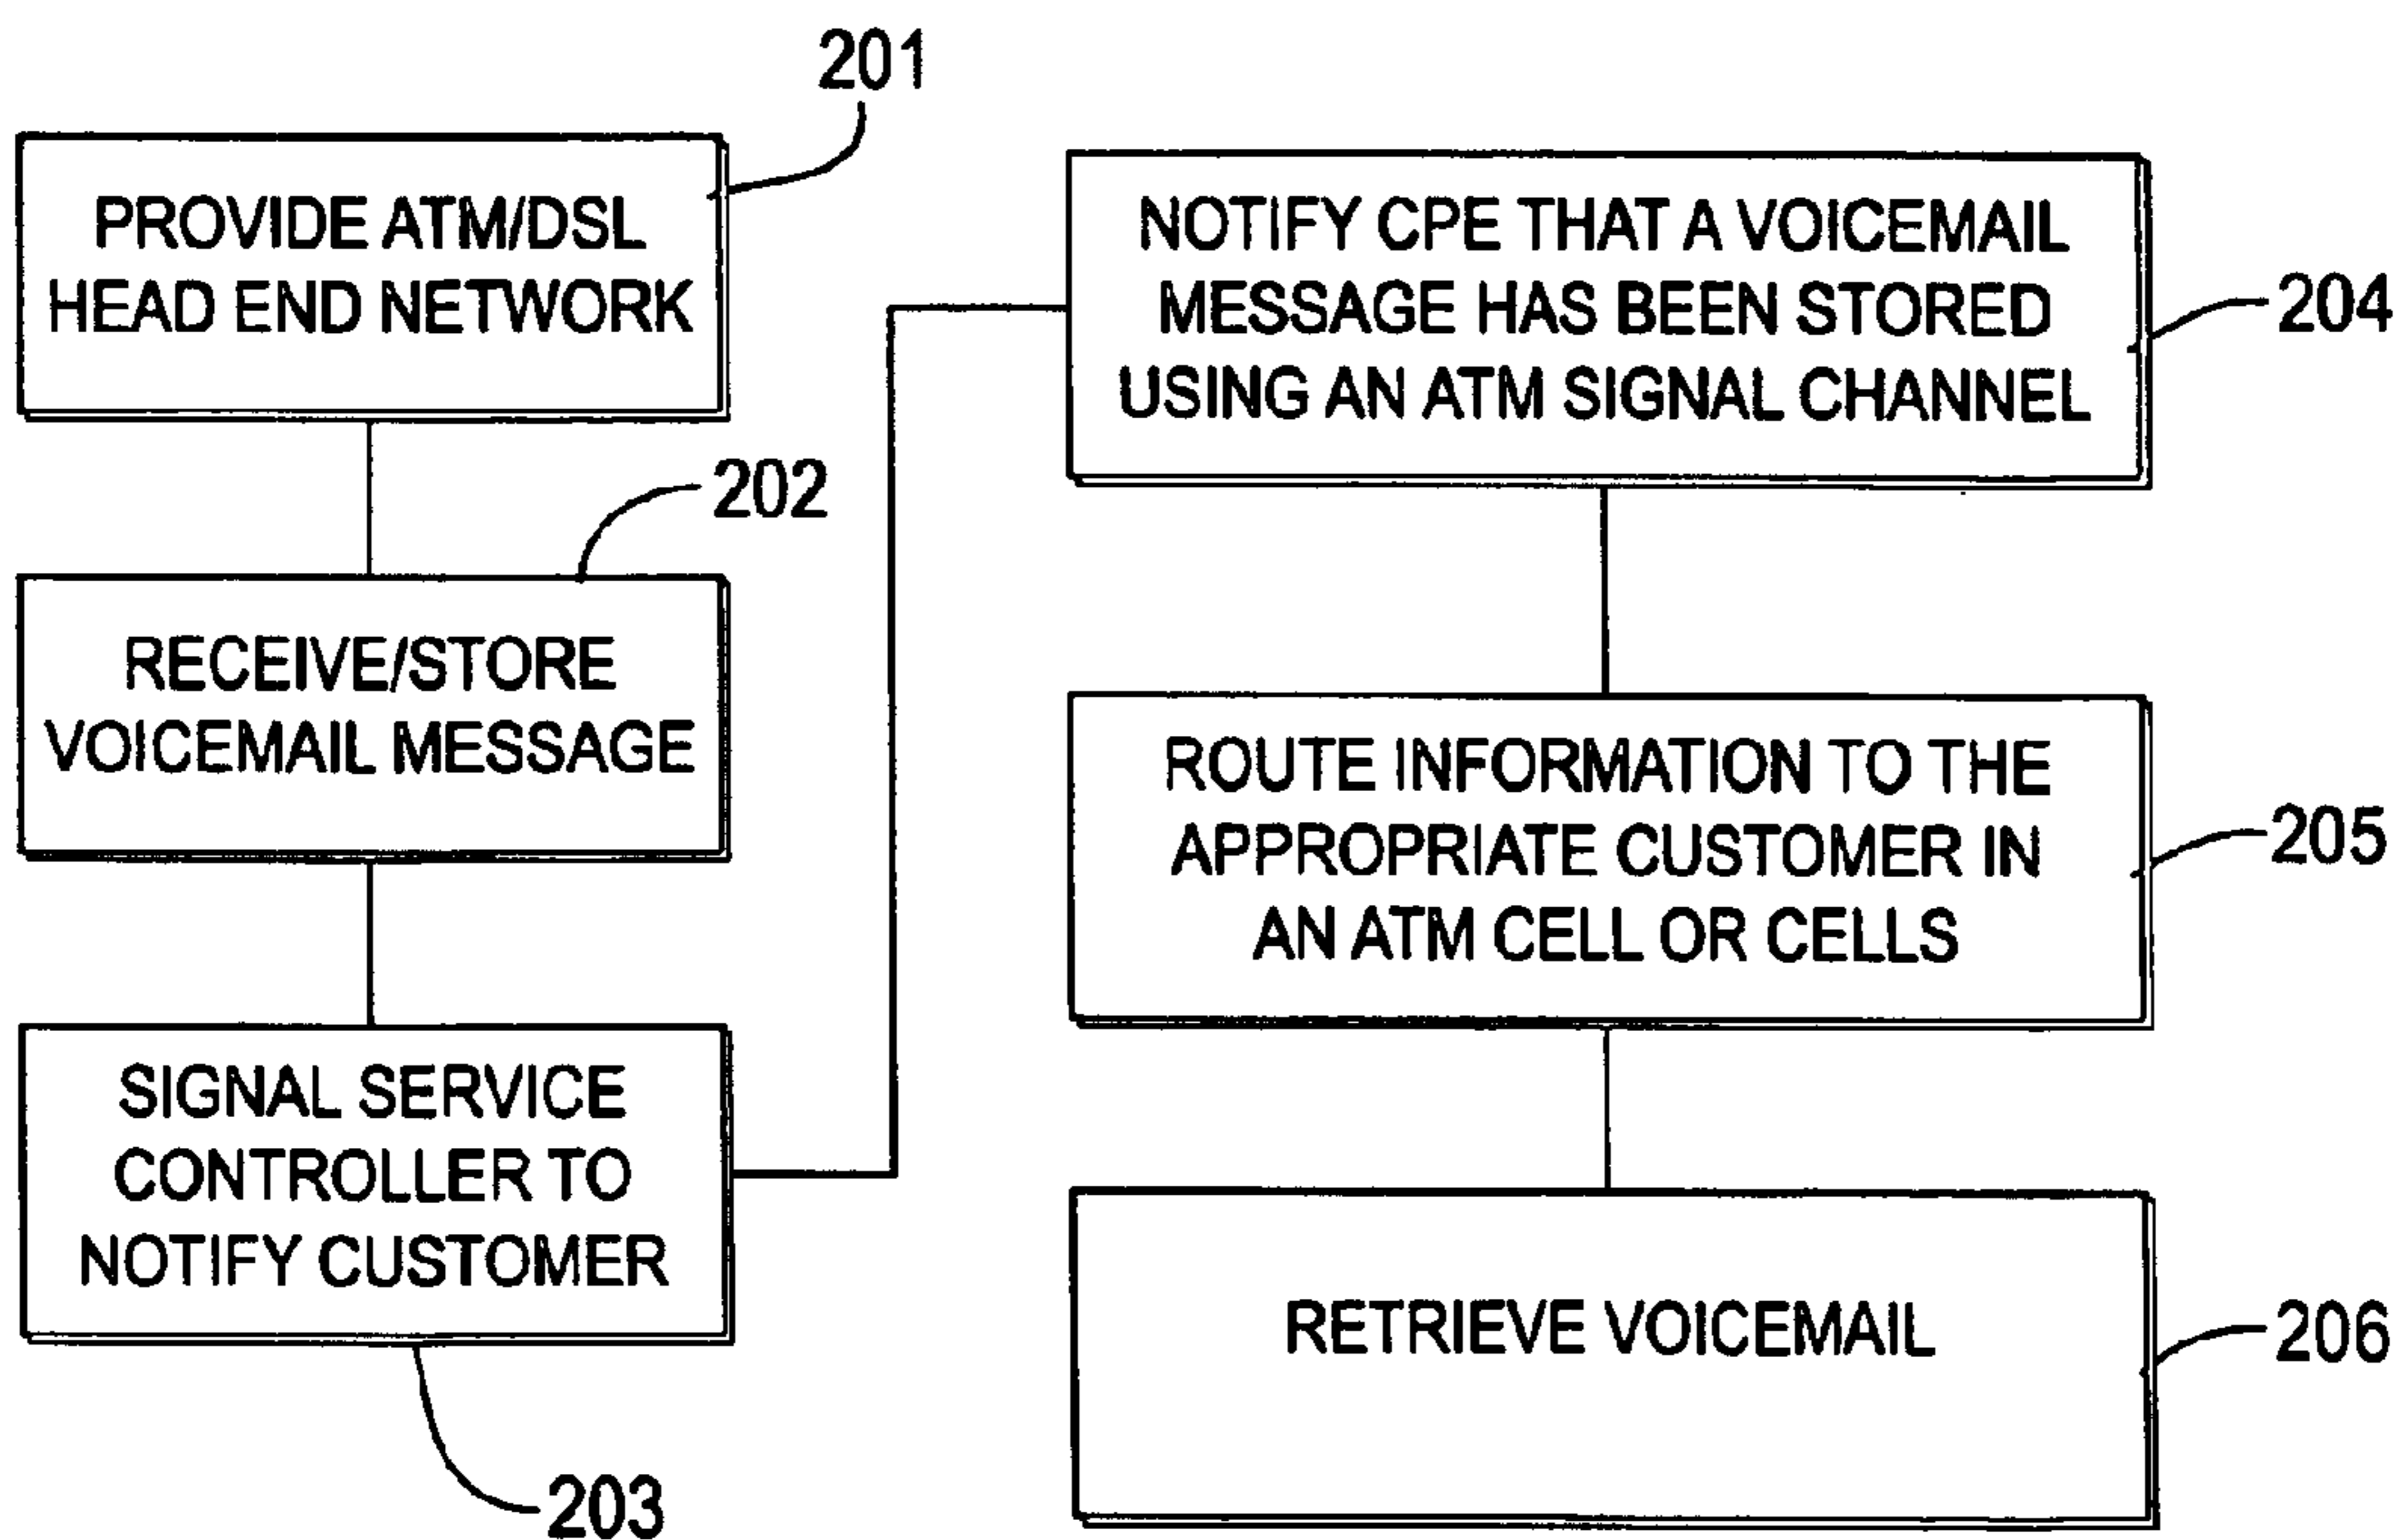 201
PROVIDE ATM/DSL
HEAD END NETWORK
202
RECEIVE/STORE
VOICEMAIL MESSAGE
SIGNAL SERVICE
CONTROLLER TO
NOTIFY CUSTOMER
203
NOTIFY CPE THAT A VOICEMAIL
MESSAGE HAS BEEN STORED
USING AN ATM SIGNAL CHANNEL
204
ROUTE INFORMATION TO THE
APPROPRIATE CUSTOMER IN
AN ATM CELL OR CELLS
205
RETRIEVE VOICEMAIL
206